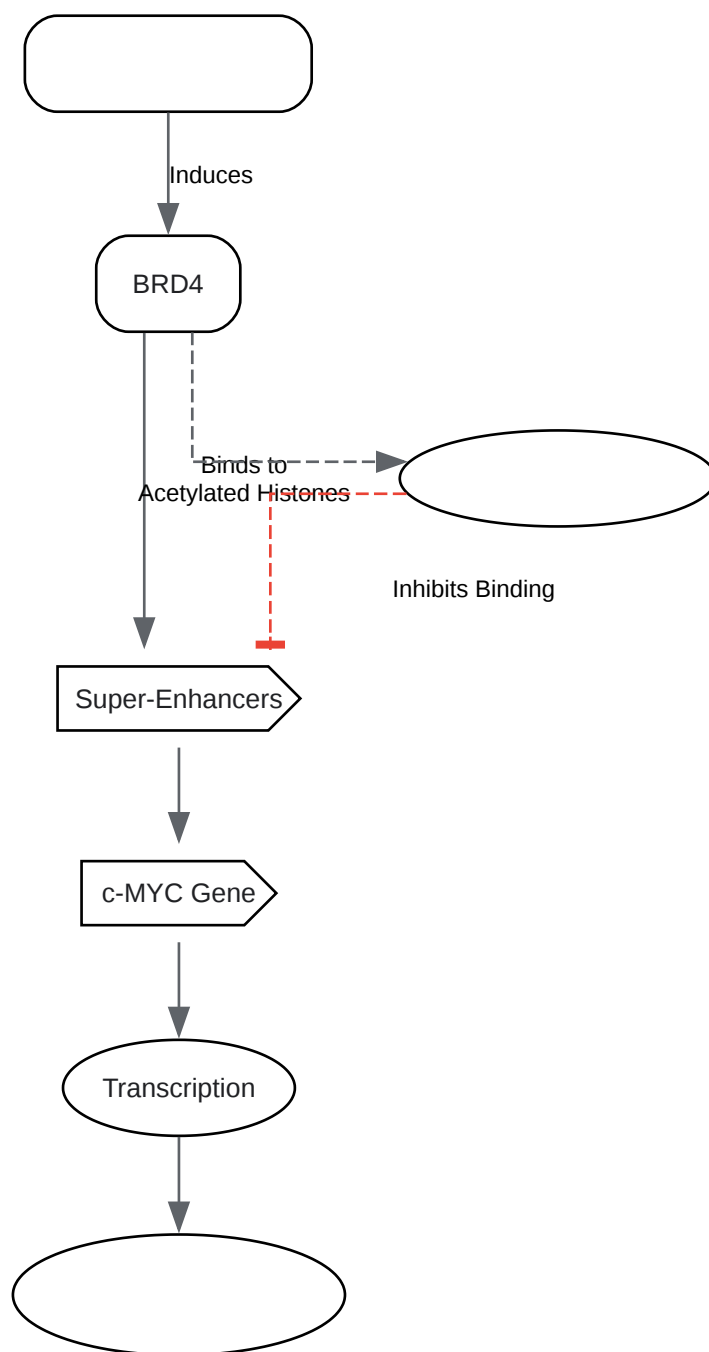 Induces
BRD4
Binds to
Acetylated Histones
Inhibits Binding
Super-Enhancers
c-MYC Gene
Transcription